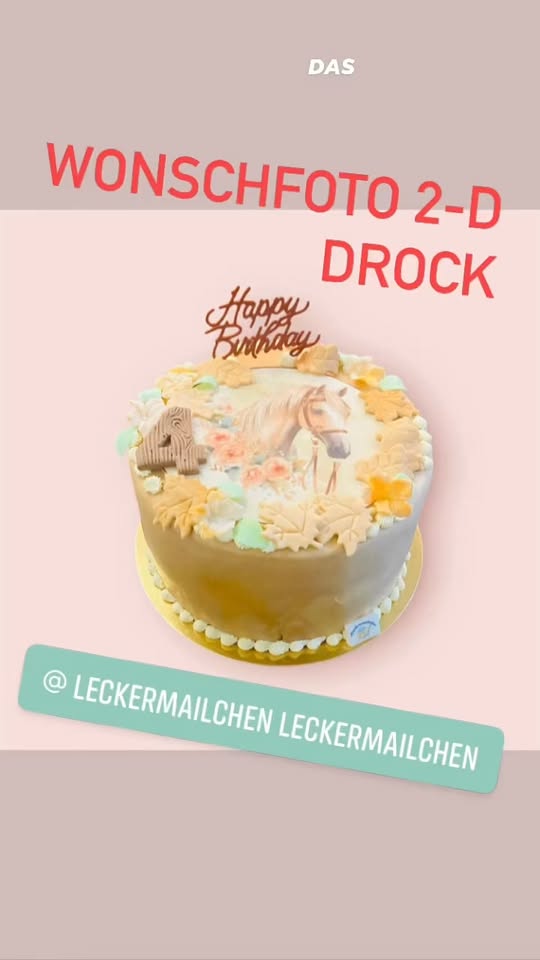 DAS
WONSCHFOTO 2-D
DROCK
Happy
Birthday
4
@ LECKERMAILCHEN LECKERMAILCHEN